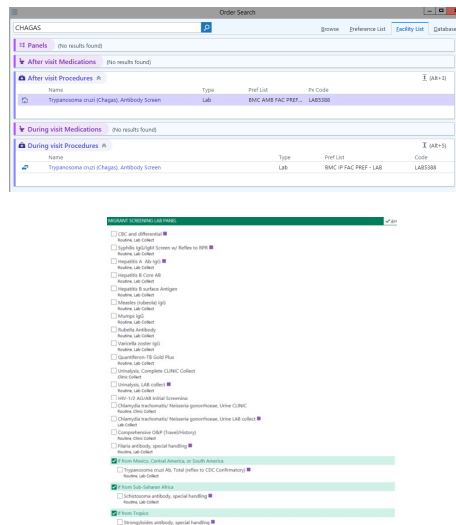 Order Search
CHAGAS
Browse Preference List Facility List Database
Panels (No results found)
After visit Medications (No results found)
After visit Procedures (Alt+3)
Name Type Pref List Px Code
Trypanosoma cruzi (Chagas), Antibody Screen Lab BMC AMB FAC PREF... LAB5388
During visit Medications (No results found)
During visit Procedures (Alt+5)
Name Type Pref List Code
Trypanosoma cruzi (Chagas), Antibody Screen Lab BMC IP FAC PREF - LAB LAB5388
MIGRANT SCREENING LAB PANEL
CBC and differential
Routine, Lab Collect
Syphilis IgG/IgM Screen w/ Reflex to RPR
Routine, Lab Collect
Hepatitis A Ab IgG
Routine, Lab Collect
Hepatitis B Core AB
Routine, Lab Collect
Hepatitis B surface Antigen
Routine, Lab Collect
Measles (rubeola) IgG
Routine, Lab Collect
Mumps IgG
Routine, Lab Collect
Rubella Antibody
Routine, Lab Collect
Varicella zoster IgG
Routine, Lab Collect
Quantiferon-TB Gold Plus
Routine, Lab Collect
Urinalysis, Complete CLINIC Collect
Clinic Collect
Urinalysis, LAB collect
Routine, Lab Collect
HIV-1/2 AG/AB Initial Screening
Chlamydia trachomatis/ Neisseria gonorrhoeae, Urine CLINIC
Routine, Clinic Collect
Chlamydia trachomatis/ Neisseria gonorrhoeae, Urine LAB collect
Lab Collect
Comprehensive O&P (Travel/History)
Routine, Clinic Collect
Filaria antibody, special handling
Routine, Lab Collect
If from Mexico, Central America, or South America
Trypanosoma cruzi Ab, Total (reflex to CDC Confirmatory)
Routine, Lab Collect
If from Sub-Saharan Africa
Schistosoma antibody, special handling
Routine, Lab Collect
If from Tropics
Strongyloides antibody, special handling